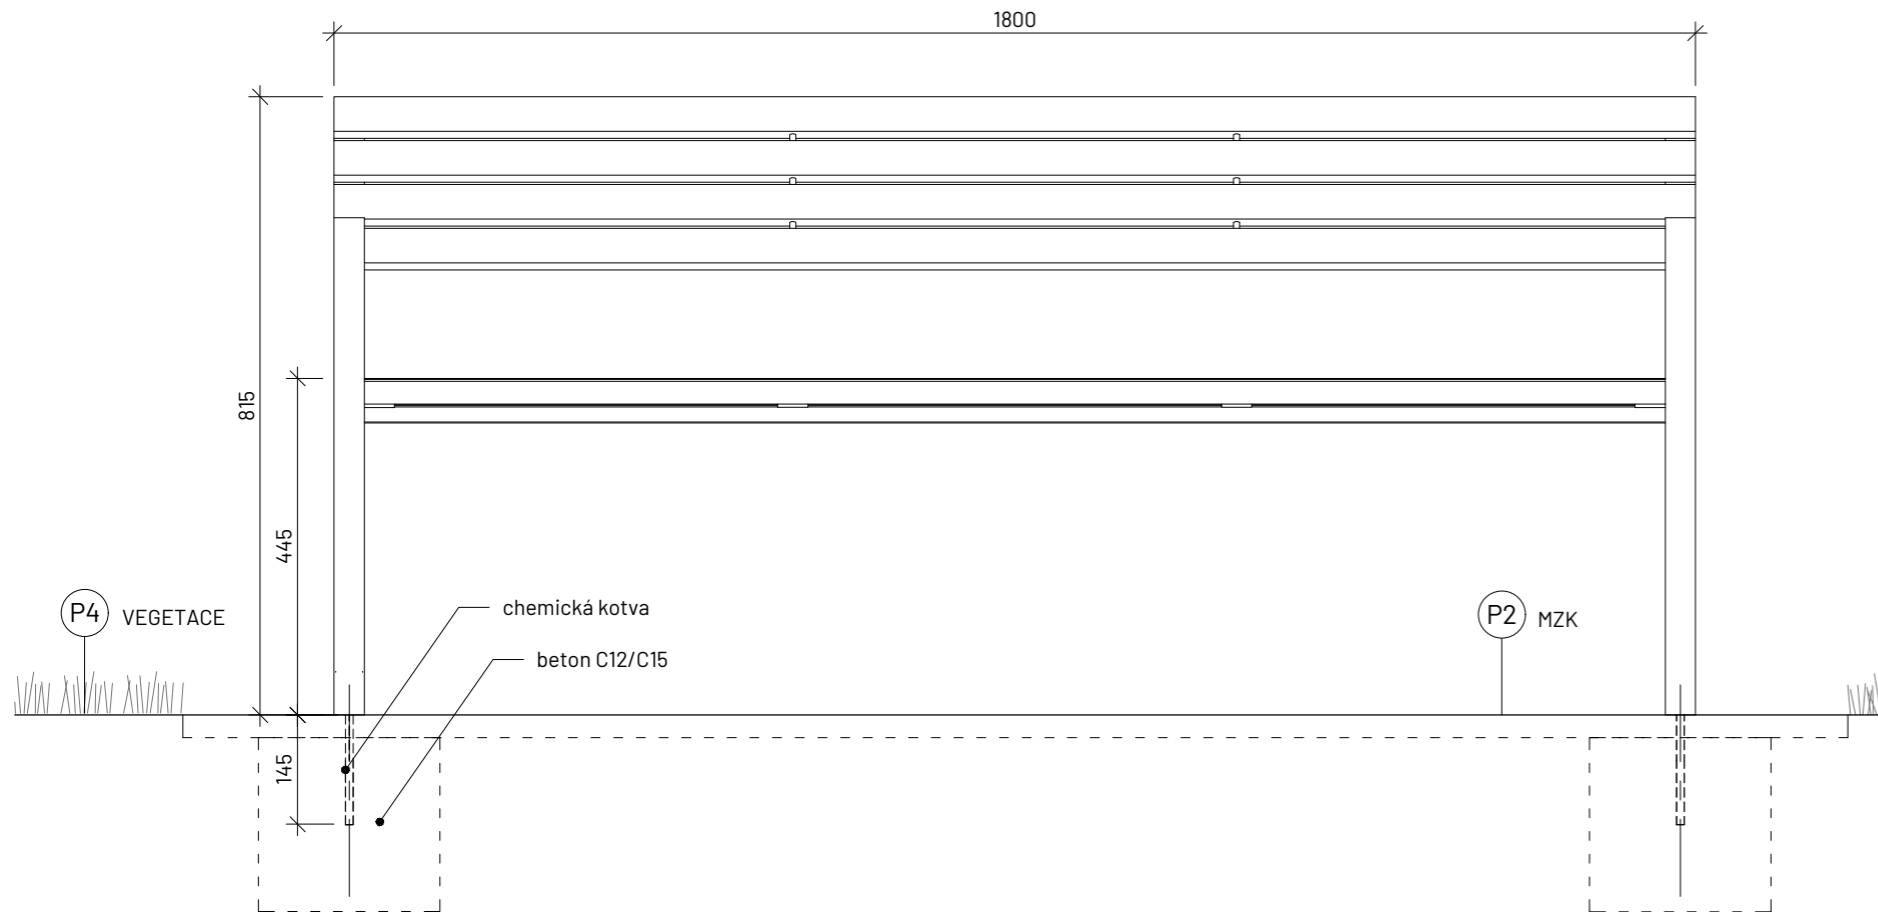 1800
815
445
P4 VEGETACE
chemická kotva
P2 MZK
beton C12/C15
145